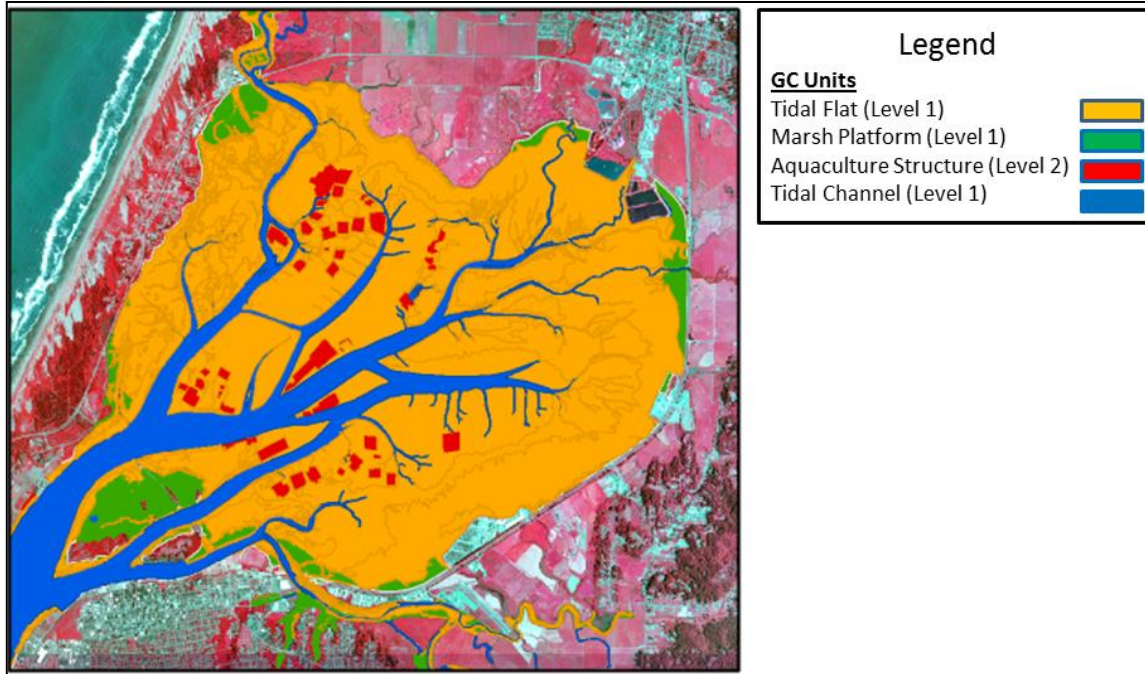 Legend
GC Units
Tidal Flat (Level 1)
Marsh Platform (Level 1)
Aquaculture Structure (Level 2)
Tidal Channel (Level 1)